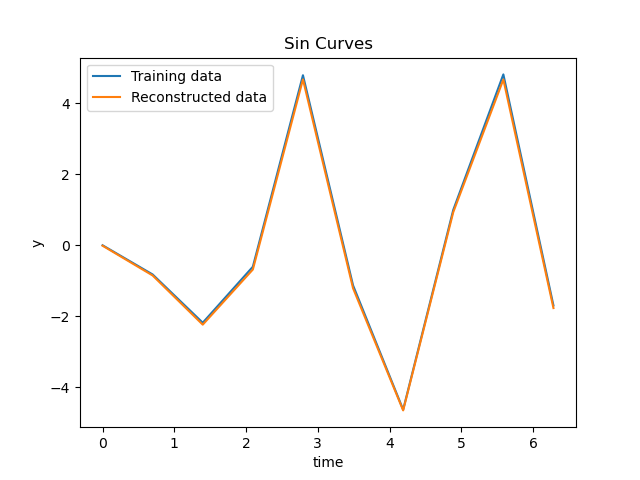 Sin Curves
Training data
Reconstructed data
4
2
0
−2
−4
y
0 1 2 3 4 5 6
time